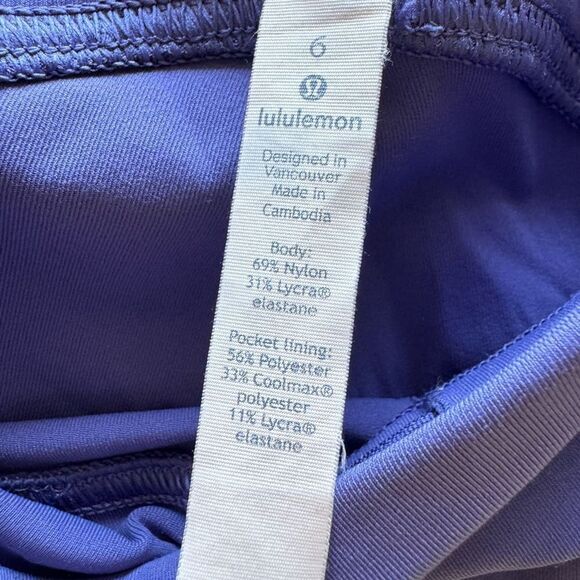 6
lululemon
Designed in
Vancouver
Made in
Cambodia
Body:
69% Nylon
31% Lycra®
elastane
Pocket lining:
56% Polyester
33% Coolmax®
polyester
11% Lycra®
elastane